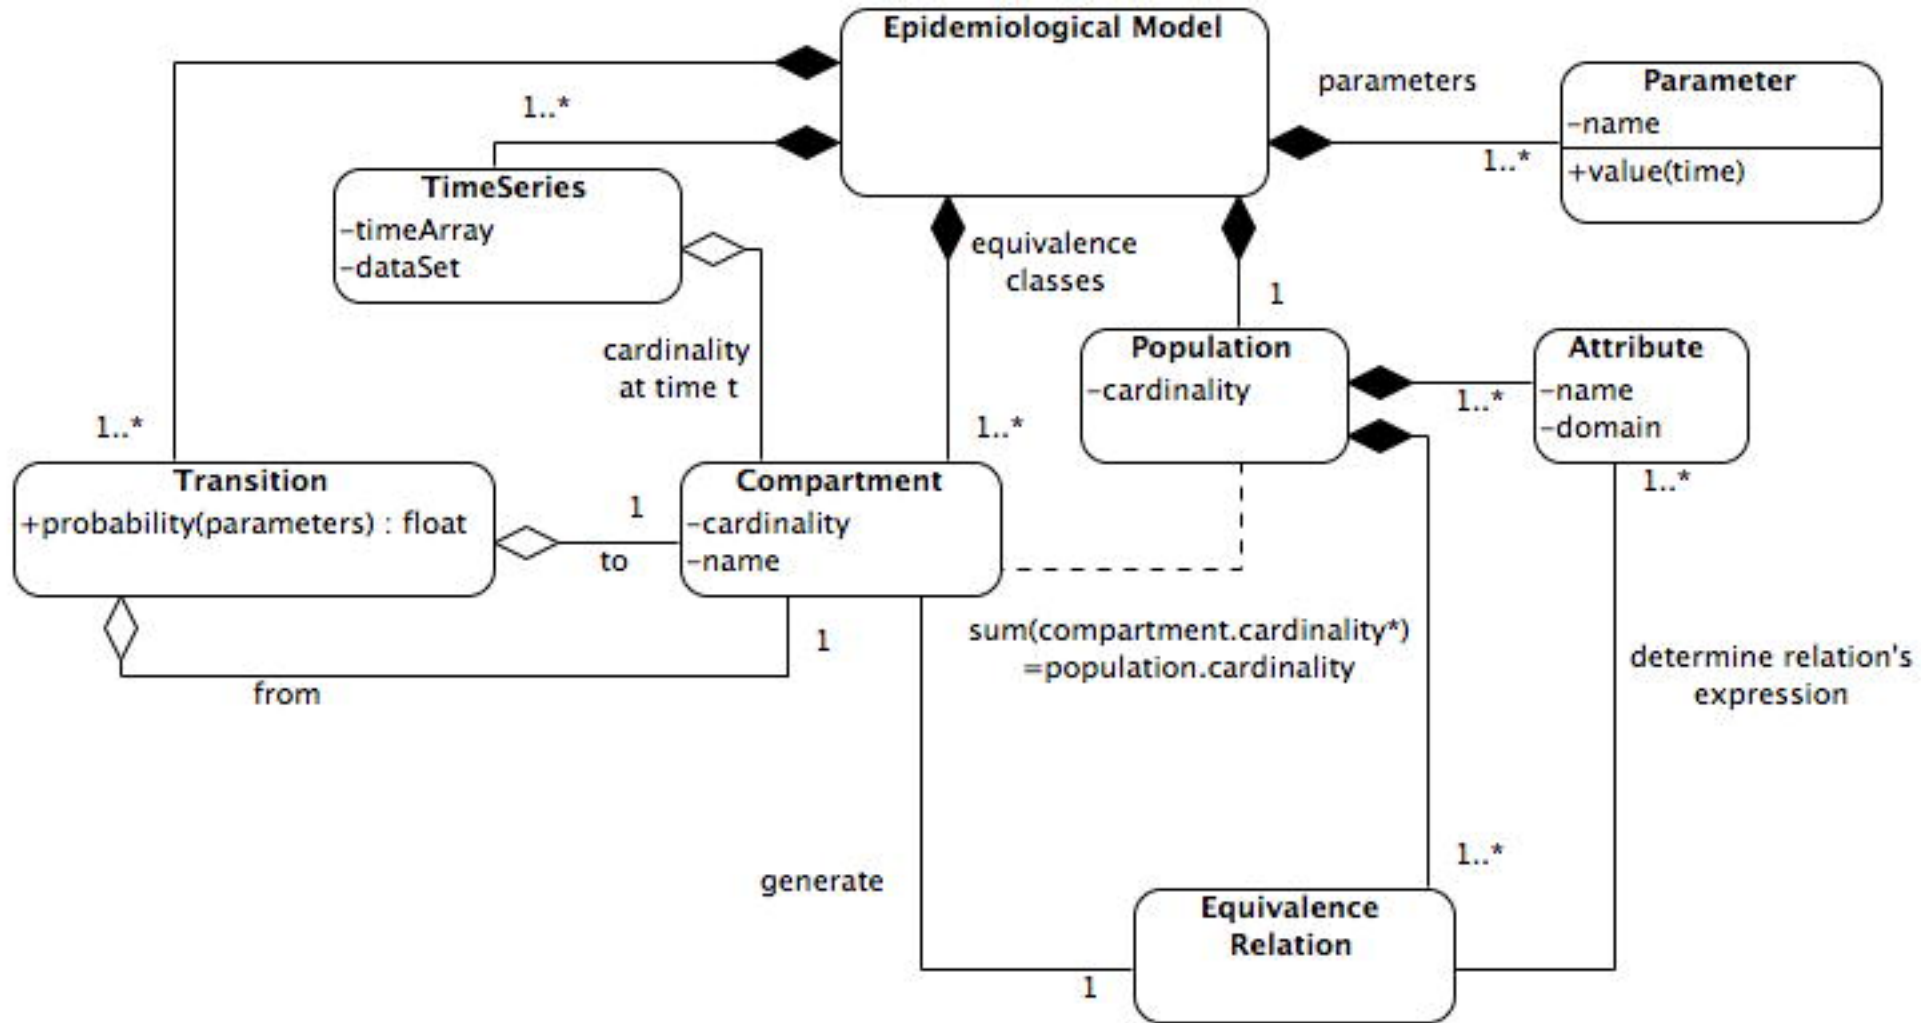 Epidemiological Model
parameters
1..*
Parameter
-name
+value(time)
1..*
TimeSeries
-timeArray
-dataSet
equivalence
classes
1
cardinality
at time t
Population
-cardinality
1..*
Attribute
-name
-domain
1..*
1..*
1..*
Transition
+probability(parameters) : float
1
to
Compartment
-cardinality
-name
1
from
sum(compartment.cardinality*)
=population.cardinality
determine relation's
expression
1..*
generate
Equivalence
Relation
1